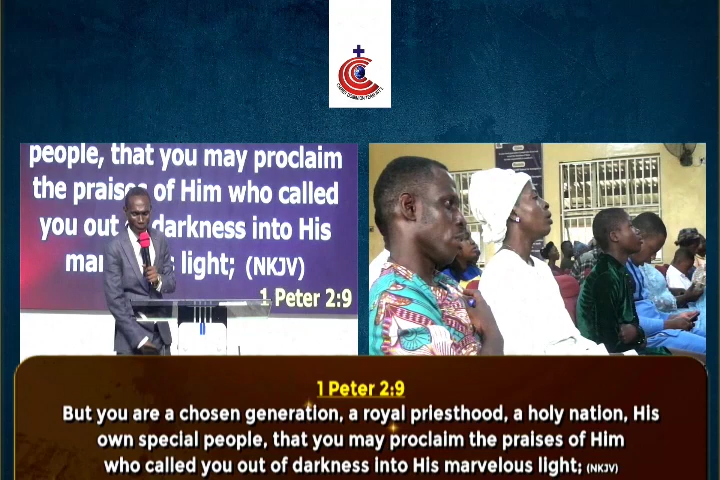 people, that you may proclaim
the praises of Him who called
you out of darkness into His
light; (NKJV)
1 Peter 2:9
1 Peter 2:9
But you are a chosen generation, a royal priesthood, a holy nation, His
own special people, that you may proclaim the praises of Him
who called you out of darkness into His marvelous light; (NKJV)